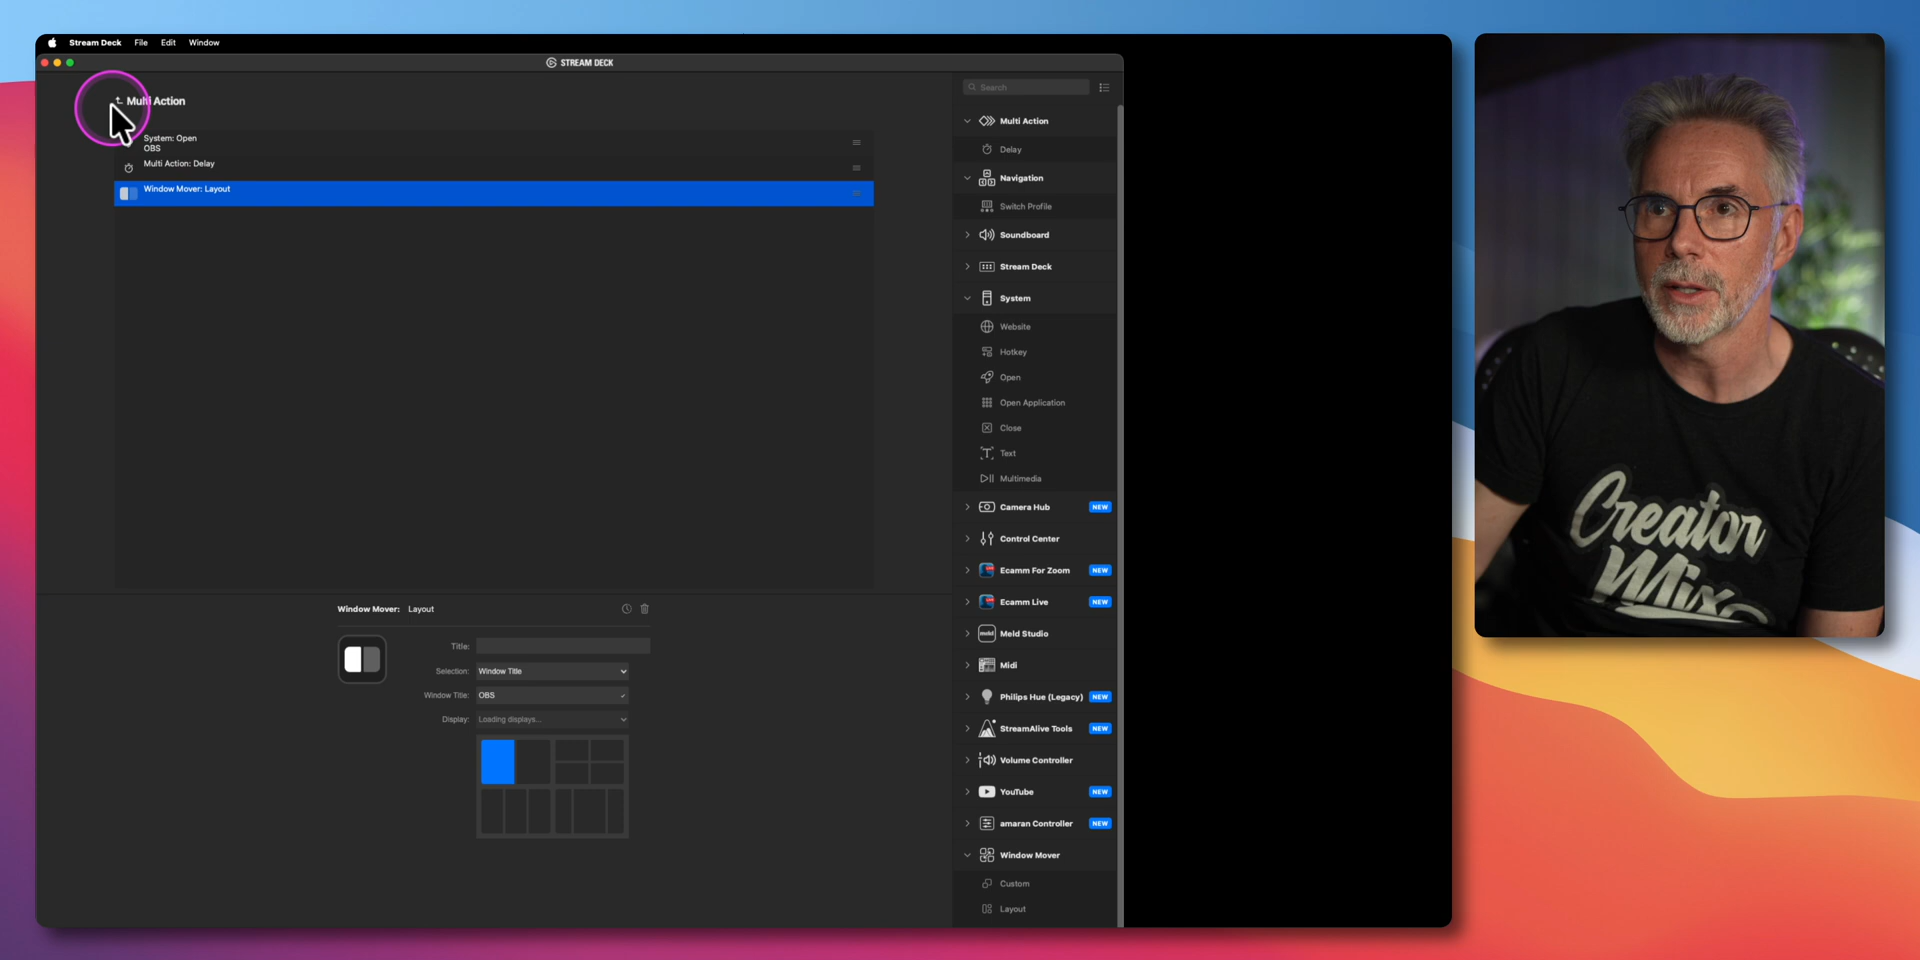 Stream Deck File Edit Window
STREAM DECK
Multi Action
System: Open
OBS
Multi Action: Delay
Window Mover: Layout
Search
Multi Action
Delay
Navigation
Switch Profile
Soundboard
Stream Deck
System
Website
Hotkey
Open
Open Application
Close
Text
Multimedia
Camera Hub NEW
Control Center
Ecamm For Zoom NEW
Ecamm Live NEW
meld Meld Studio
Midi
Philips Hue (Legacy) NEW
StreamAlive Tools NEW
Volume Controller
YouTube NEW
amaran Controller NEW
Window Mover
Custom
Layout
Window Mover: Layout
Title:
Selection: Window Title
Window Title: OBS
Display: Loading displays...
Creator
Mix